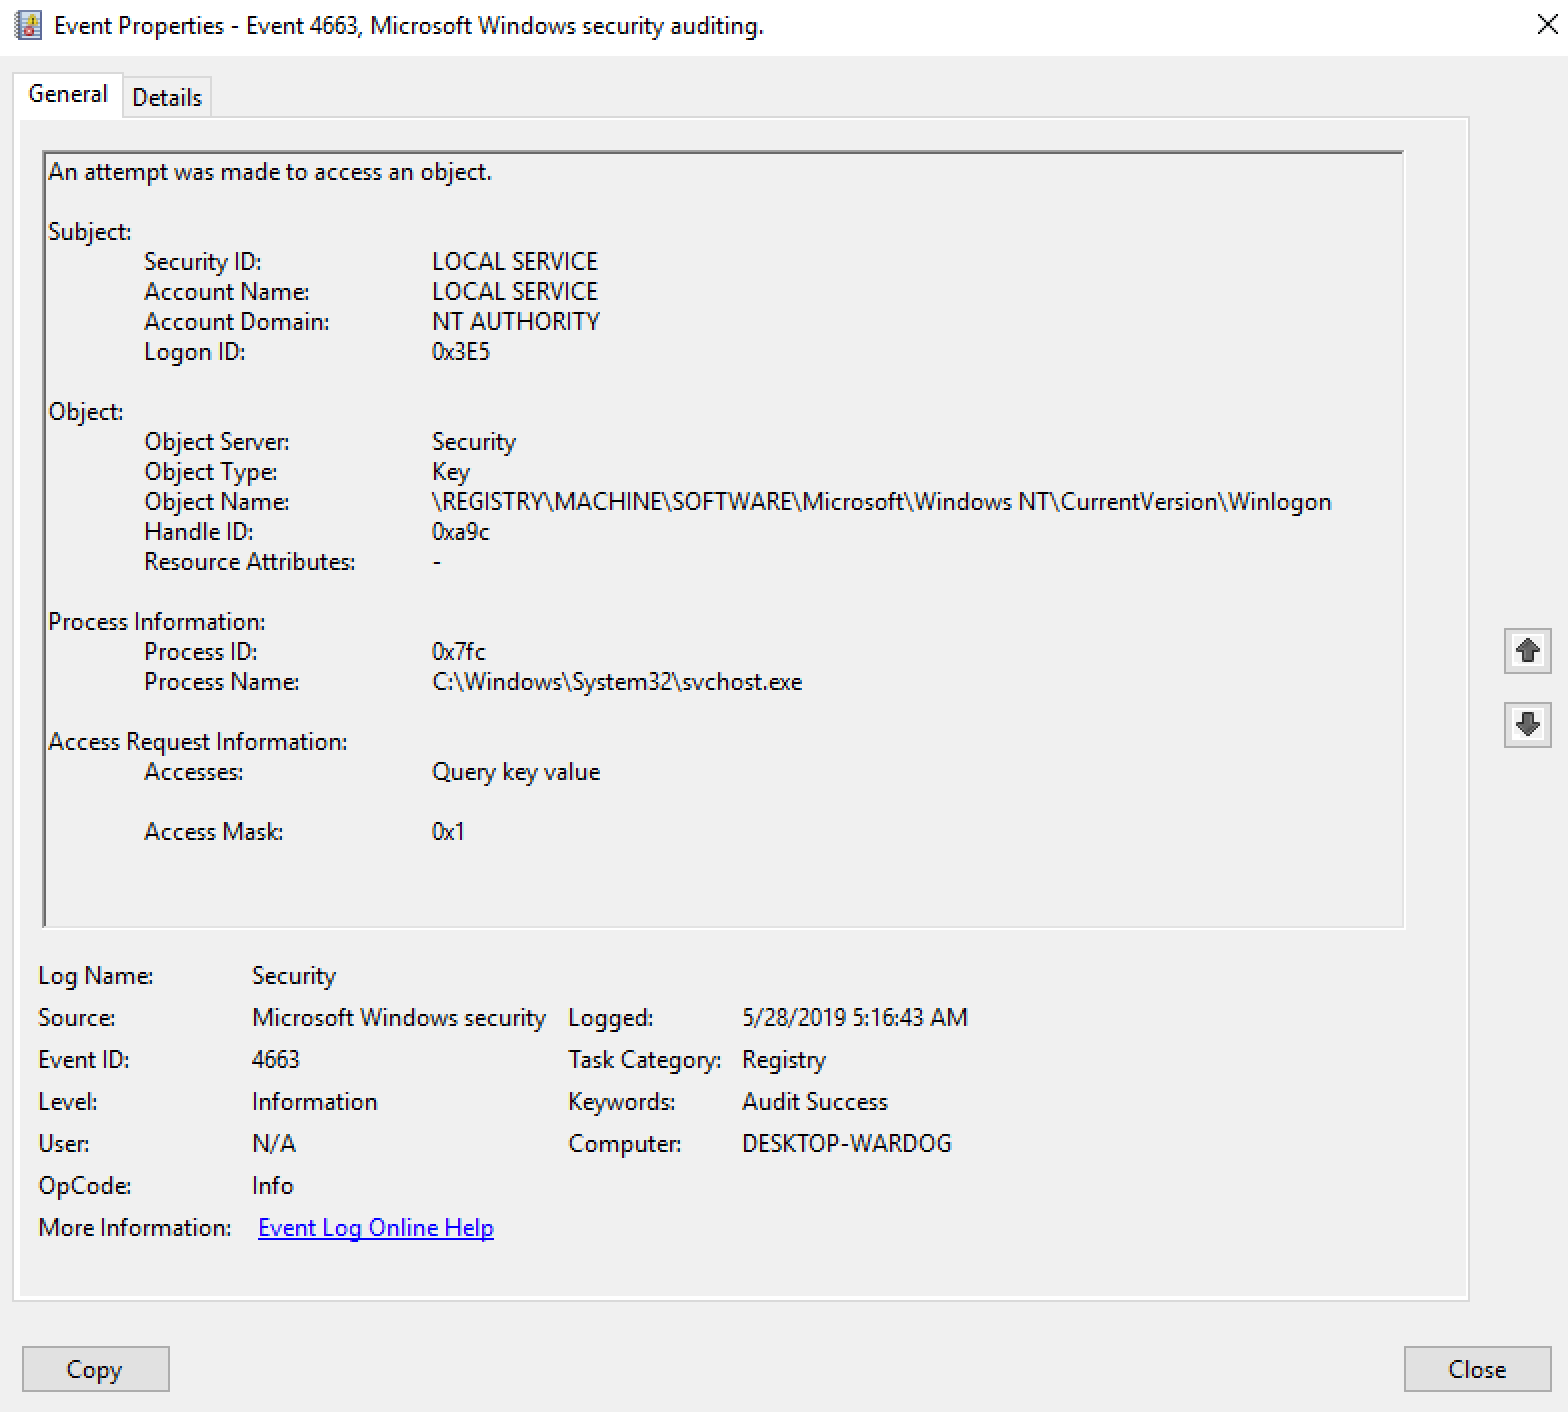 Event Properties - Event 4663, Microsoft Windows security auditing.
General Details
An attempt was made to access an object.
Subject:
Security ID: LOCAL SERVICE
Account Name: LOCAL SERVICE
Account Domain: NT AUTHORITY
Logon ID: 0x3E5
Object:
Object Server: Security
Object Type: Key
Object Name: \REGISTRY\MACHINE\SOFTWARE\Microsoft\Windows NT\CurrentVersion\Winlogon
Handle ID: 0xa9c
Resource Attributes: -
Process Information:
Process ID: 0x7fc
Process Name: C:\Windows\System32\svchost.exe
Access Request Information:
Accesses: Query key value
Access Mask: 0x1
Log Name: Security
Source: Microsoft Windows security Logged: 5/28/2019 5:16:43 AM
Event ID: 4663 Task Category: Registry
Level: Information Keywords: Audit Success
User: N/A Computer: DESKTOP-WARDOG
OpCode: Info
More Information: Event Log Online Help
Copy Close